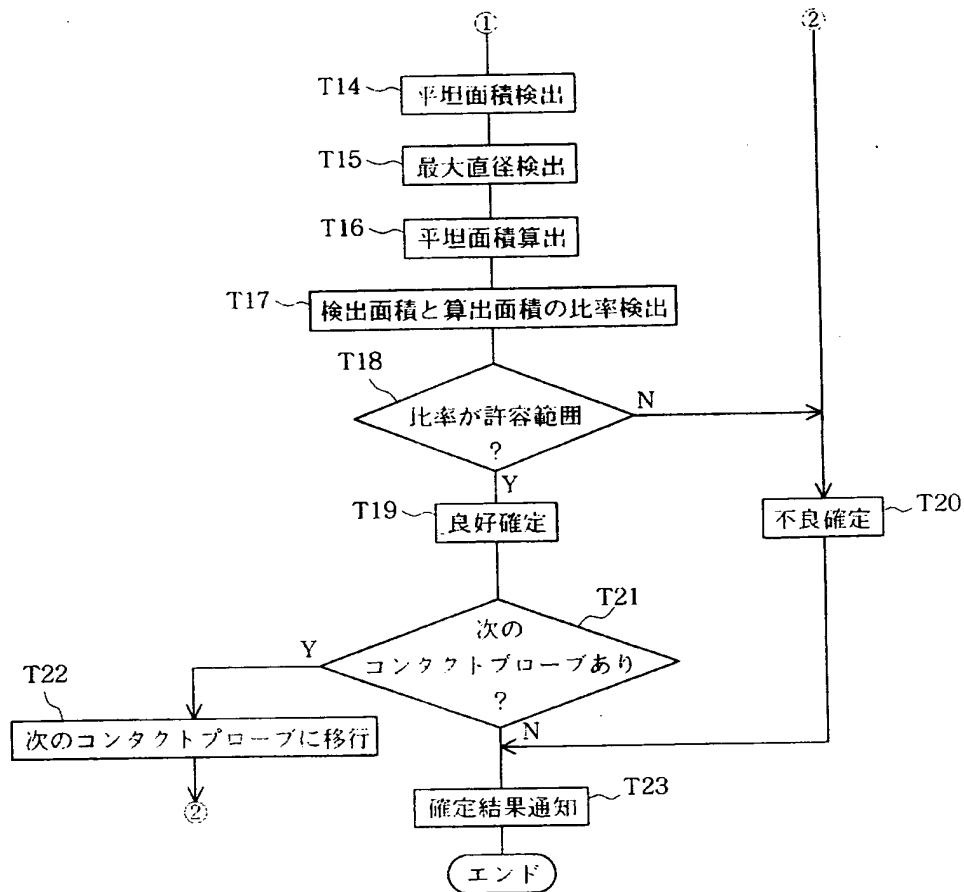 ①
②
T14
平坦面積検出
T15
最大直径検出
T16
平坦面積算出
T17
検出面積と算出面積の比率検出
T18
比率が許容範囲
?
N
Y
T19
良好確定
不良確定
T20
T21
次の
コンタクトプローブあり
?
Y
N
T22
次のコンタクトプローブに移行
②
T23
確定結果通知
エンド